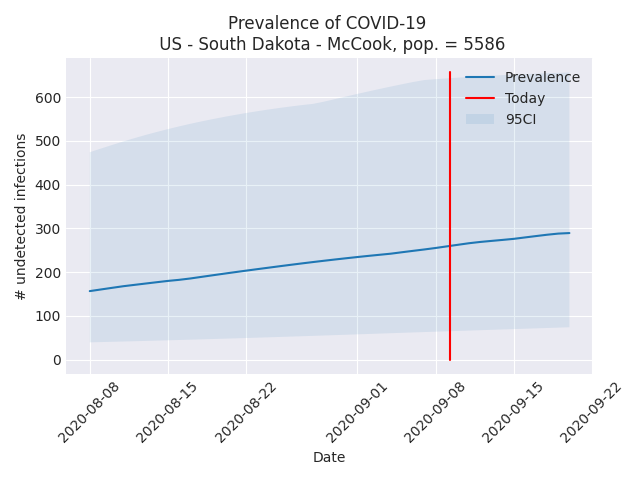 Prevalence of COVID-19
US - South Dakota - McCook, pop. = 5586
Prevalence
Today
95CI
# undetected infections
600
500
400
300
200
100
0
2020-08-08
2020-08-15
2020-08-22
2020-09-01
2020-09-08
2020-09-15
2020-09-22
Date